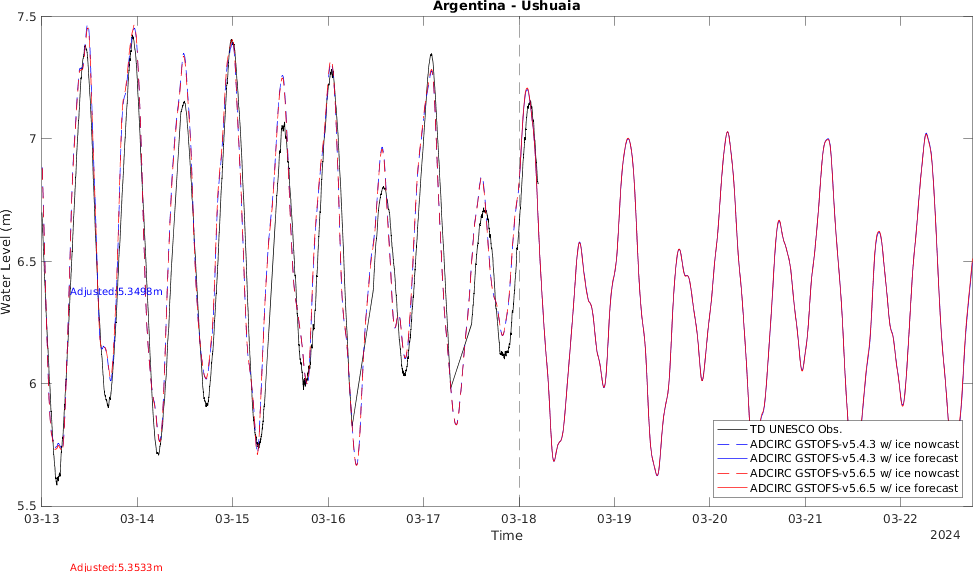 Argentina - Ushuaia
7.5
7
6.5
6
5.5
Water Level (m)
Adjusted:5.3498m
TD UNESCO Obs.
ADCIRC GSTOFS-v5.4.3 w/ ice nowcast
ADCIRC GSTOFS-v5.4.3 w/ ice forecast
ADCIRC GSTOFS-v5.6.5 w/ ice nowcast
ADCIRC GSTOFS-v5.6.5 w/ ice forecast
03-13 03-14 03-15 03-16 03-17 03-18 03-19 03-20 03-21 03-22
Time
2024
Adjusted:5.3533m